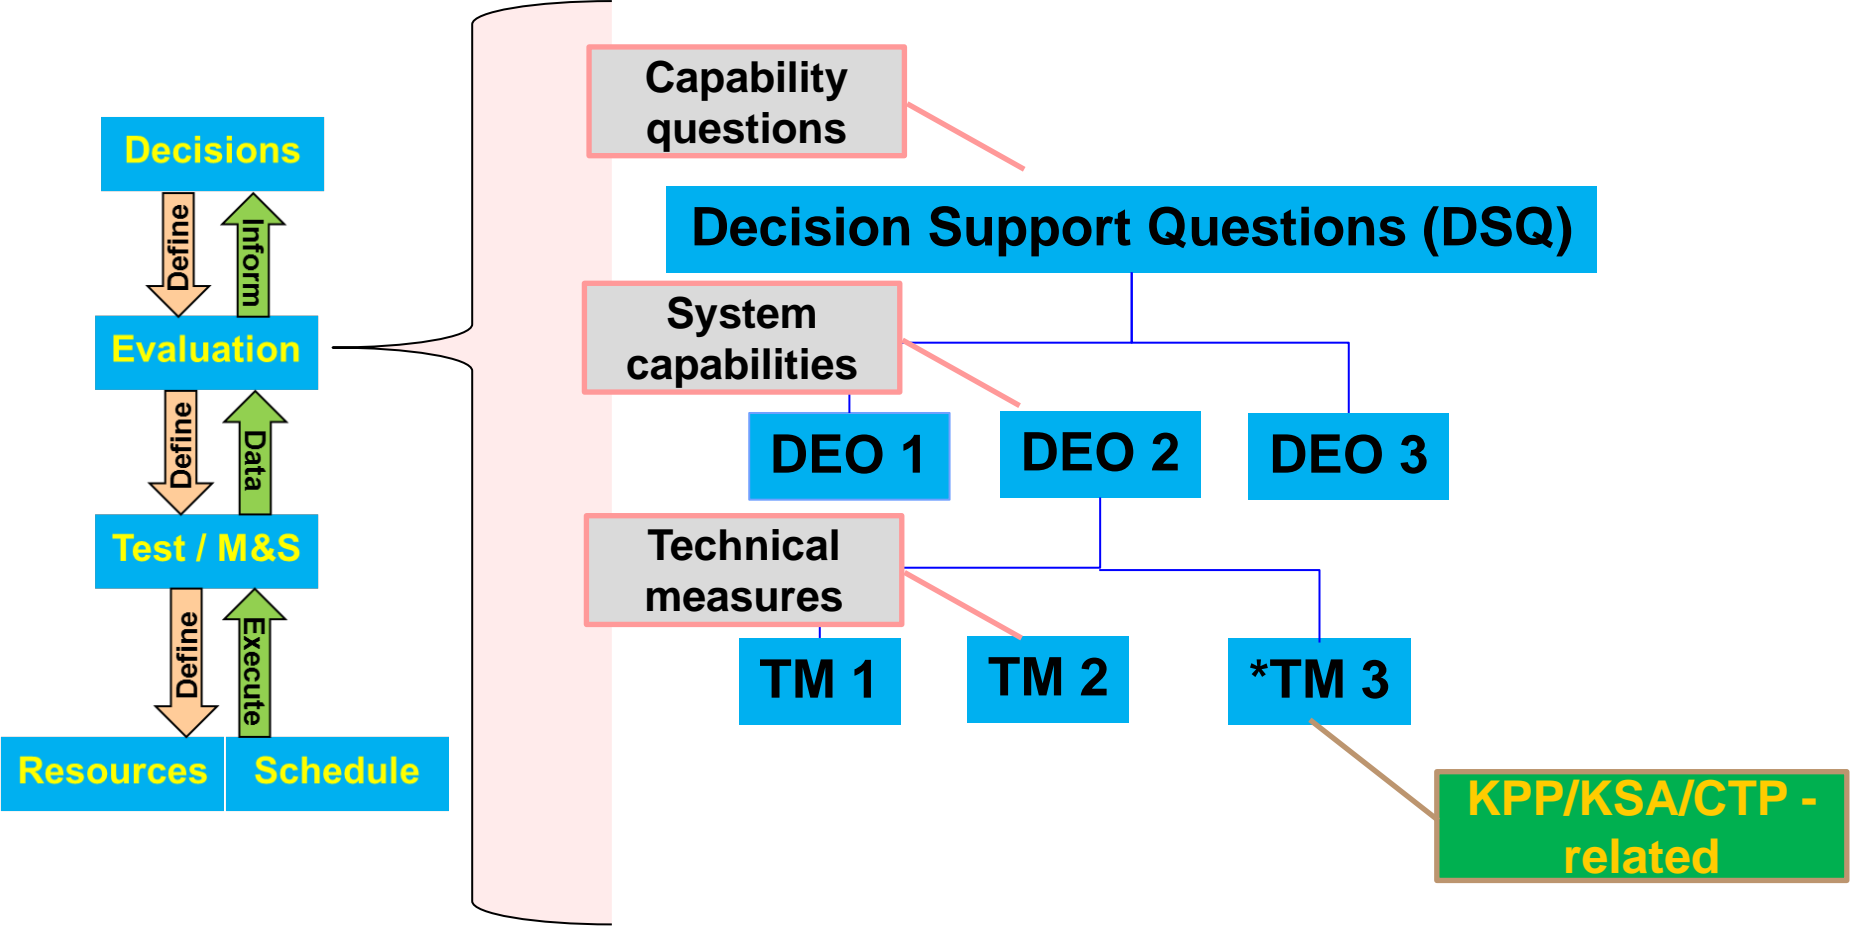 Decisions
Define
Inform
Evaluation
Define
Data
Test / M&S
Define
Execute
Resources
Schedule
Capability
questions
Decision Support Questions (DSQ)
System
capabilities
DEO 1
DEO 2
DEO 3
Technical
measures
TM 1
TM 2
*TM 3
KPP/KSA/CTP -
related